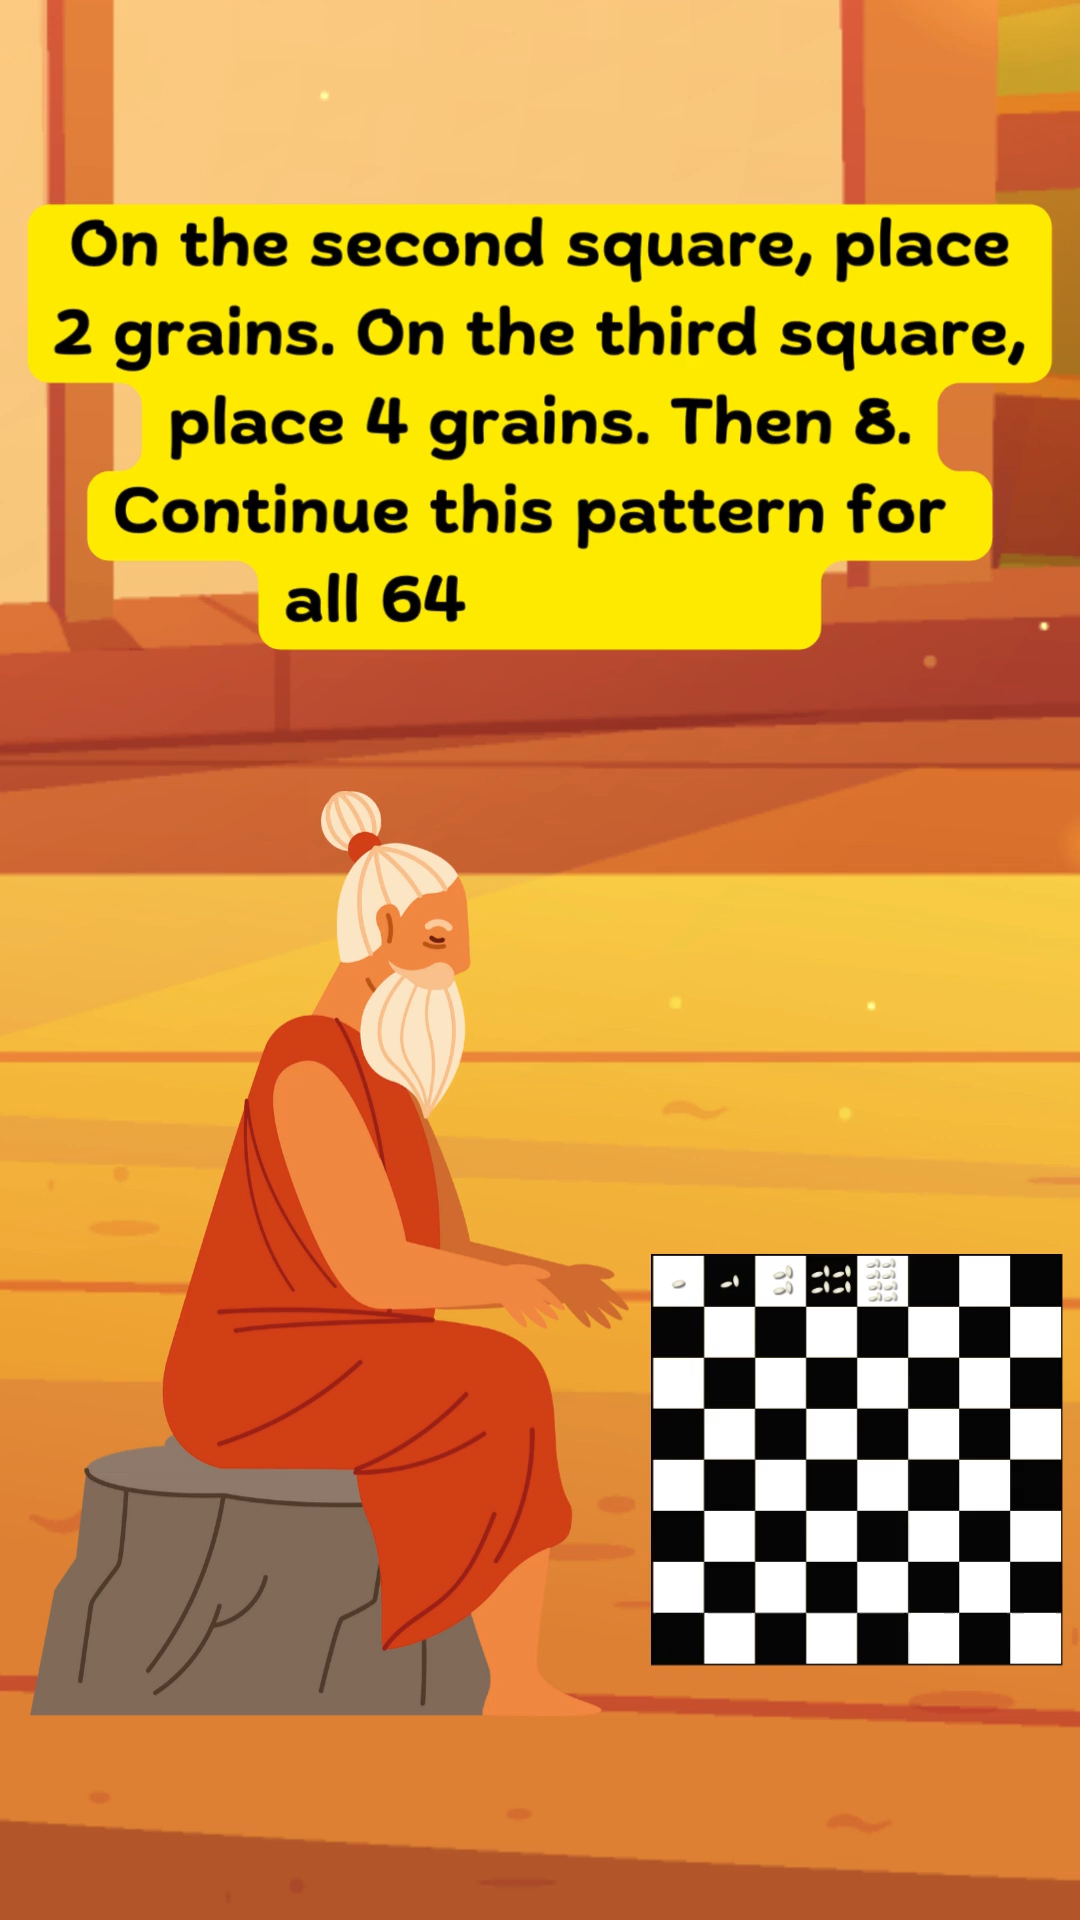 On the second square, place
2 grains. On the third square,
place 4 grains. Then 8.
Continue this pattern for
all 64